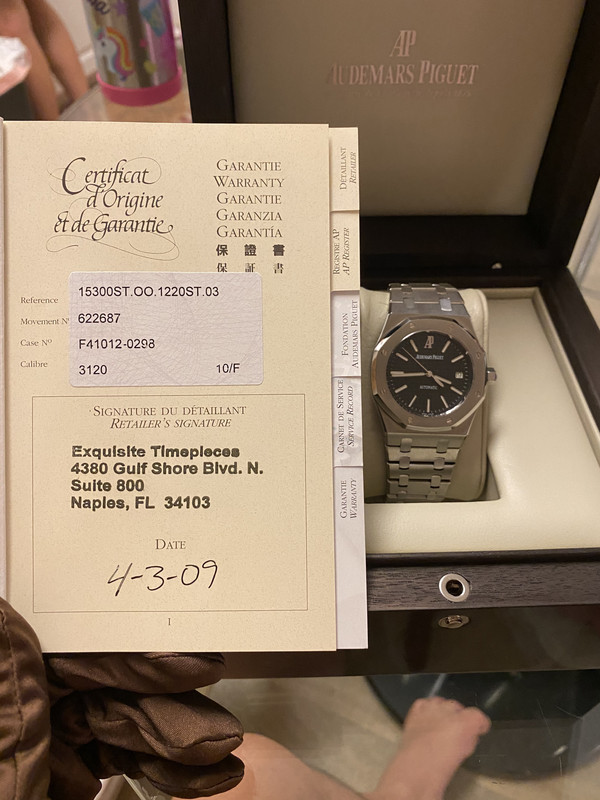 AP
AUDEMARS PIGUET
Certificat
d'Origine
et de Garantie
GARANTIE
WARRANTY
GARANTIE
GARANZIA
GARANTÍA
保 證 書
保 証 書
Reference 15300ST.OO.1220ST.03
Movement Nº 622687
Case Nº F41012-0298
Calibre 3120 10/F
SIGNATURE DU DÉTAILLANT
RETAILER'S SIGNATURE
Exquisite Timepieces
4380 Gulf Shore Blvd. N.
Suite 800
Naples, FL 34103
DATE
4-3-09
I
DÉTAILLANT
RETAILER
REGISTRE AP
AP REGISTER
FONDATION
AUDEMARS PIGUET
CARNET DE SERVICE
SERVICE RECORD
GARANTIE
WARRANTY
AP
AUDEMARS PIGUET
AUTOMATIC